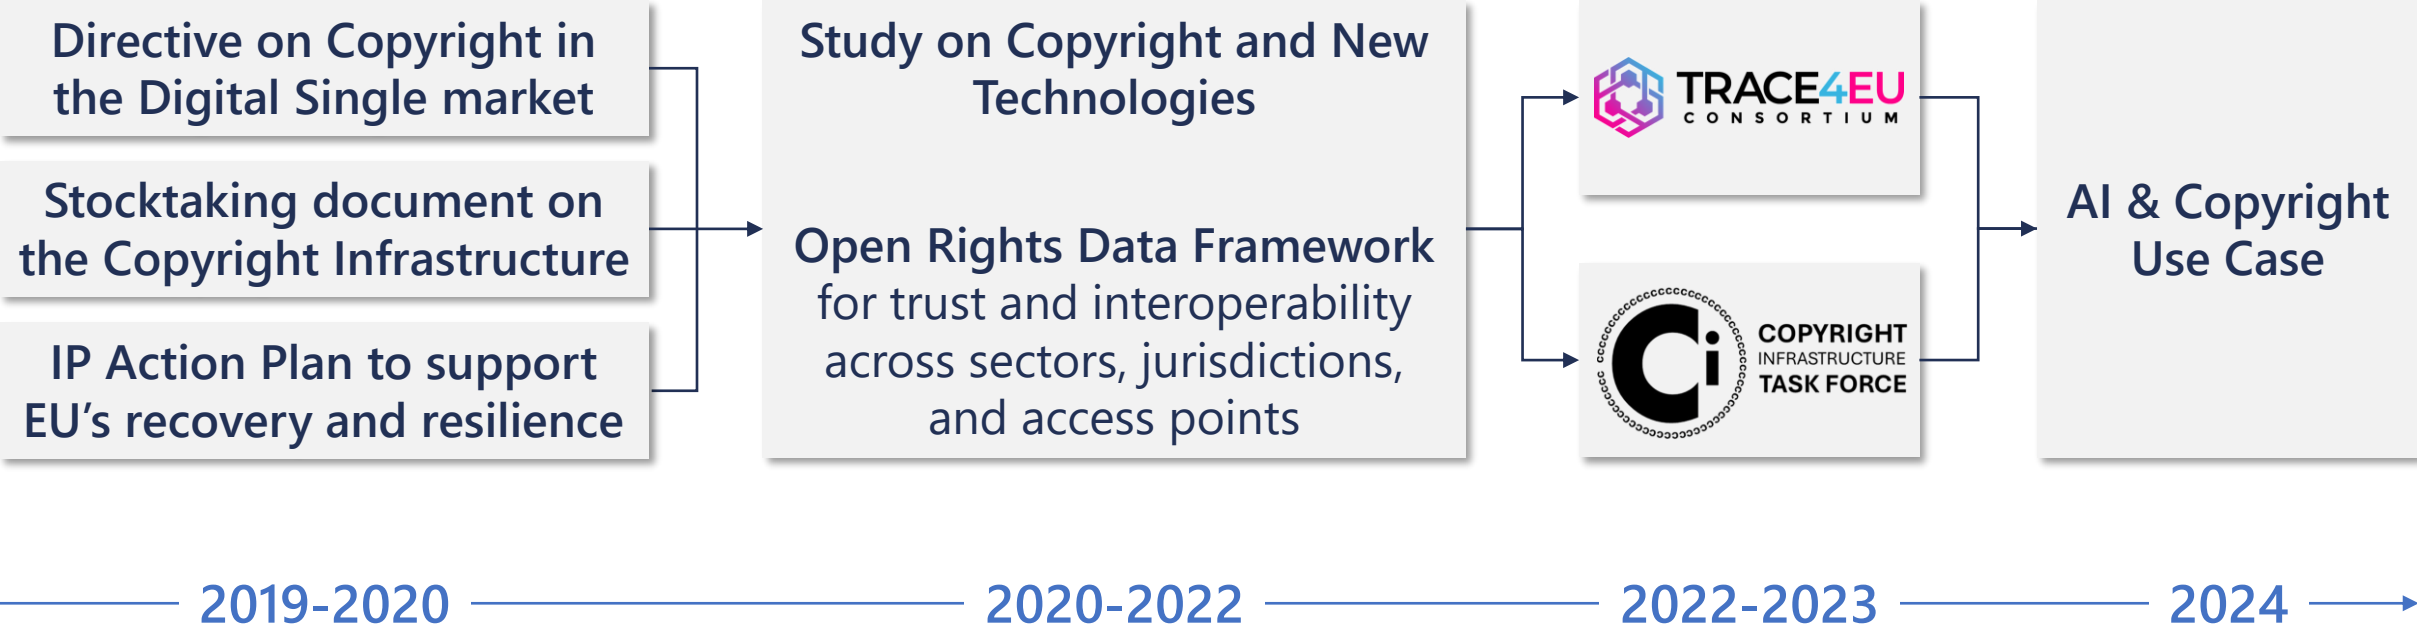 Directive on Copyright in
the Digital Single market
Stocktaking document on
the Copyright Infrastructure
IP Action Plan to support
EU's recovery and resilience
Study on Copyright and New
Technologies
Open Rights Data Framework
for trust and interoperability
across sectors, jurisdictions,
and access points
TRACE4EU
CONSORTIUM
Ci
COPYRIGHT
INFRASTRUCTURE
TASK FORCE
AI & Copyright
Use Case
2019-2020
2020-2022
2022-2023
2024